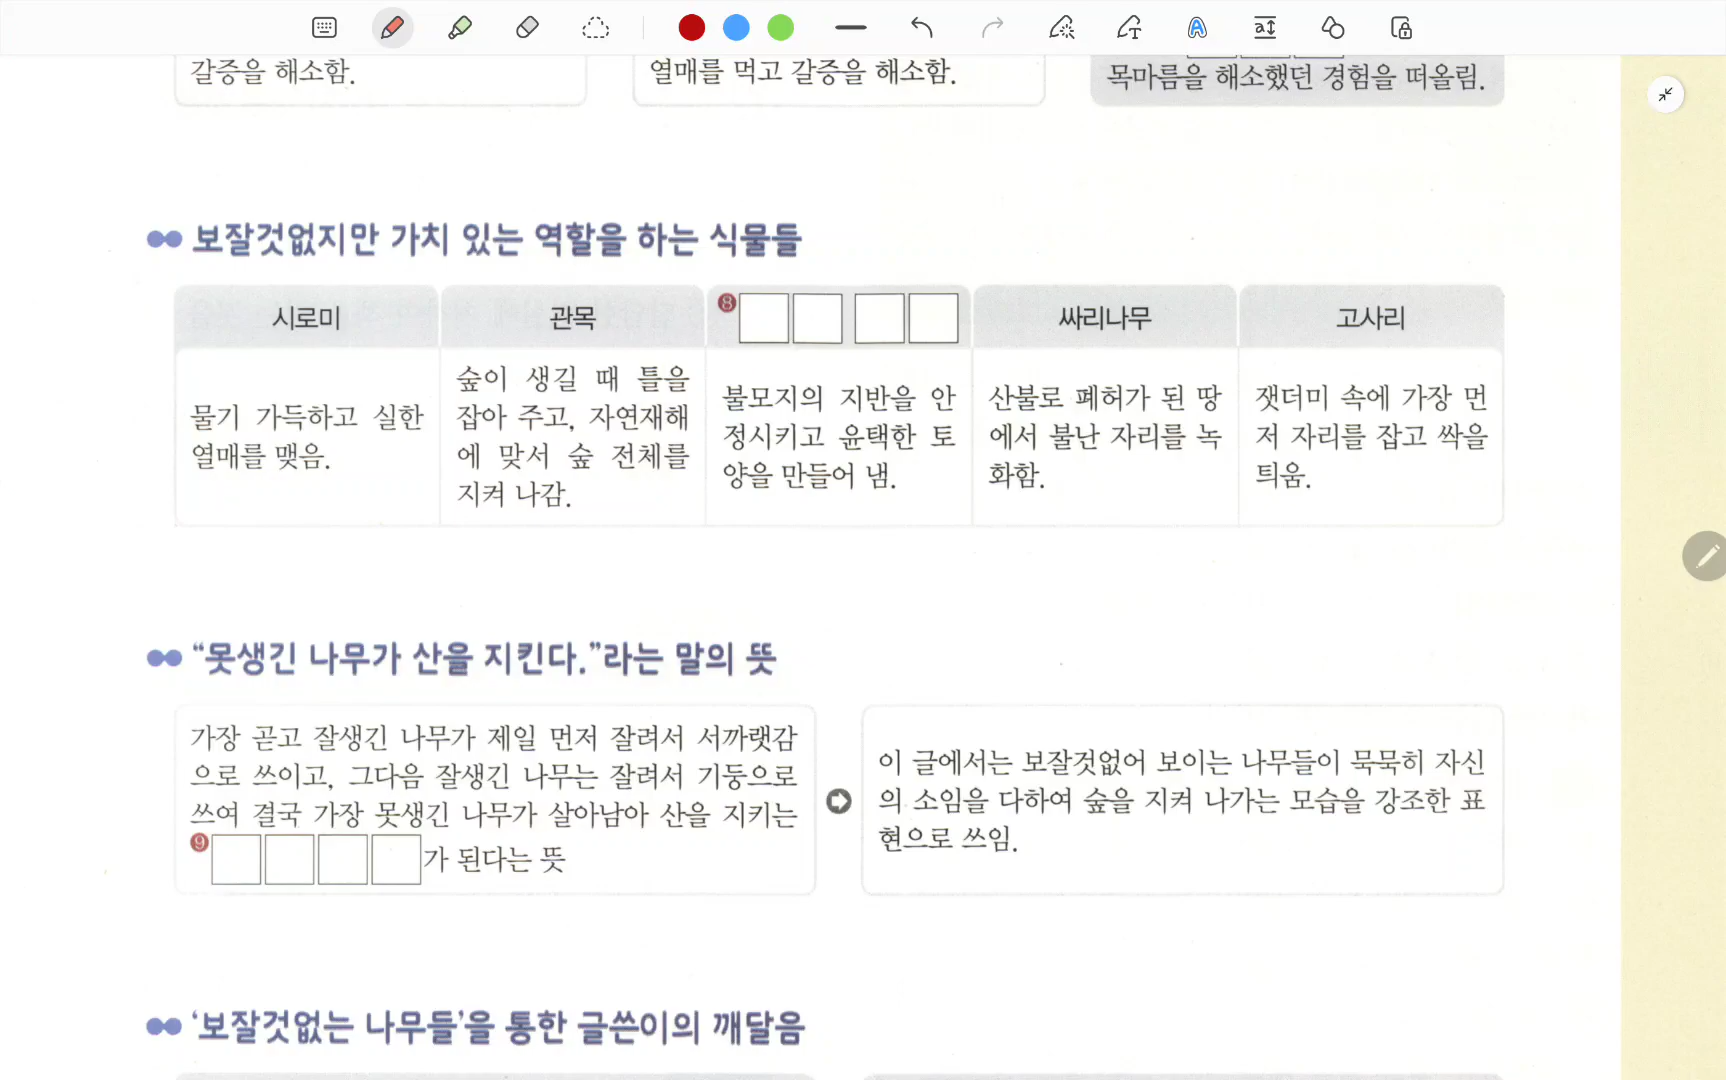 갈증을 해소함.
열매를 먹고 갈증을 해소함.
목마름을 해소했던 경험을 떠올림.
보잘것없지만 가치 있는 역할을 하는 식물들
시로미
관목
❽
싸리나무
고사리
물기 가득하고 실한
열매를 맺음.
숲이 생길 때 틀을
잡아 주고, 자연재해
에 맞서 숲 전체를
지켜 나감.
불모지의 지반을 안
정시키고 윤택한 토
양을 만들어 냄.
산불로 폐허가 된 땅
에서 불난 자리를 녹
화함.
잿더미 속에 가장 먼
저 자리를 잡고 싹을
틔움.
“못생긴 나무가 산을 지킨다.”라는 말의 뜻
가장 곧고 잘생긴 나무가 제일 먼저 잘려서 서까랫감
으로 쓰이고, 그다음 잘생긴 나무는 잘려서 기둥으로
쓰여 결국 가장 못생긴 나무가 살아남아 산을 지키는
❾가 된다는 뜻
이 글에서는 보잘것없어 보이는 나무들이 묵묵히 자신
의 소임을 다하여 숲을 지켜 나가는 모습을 강조한 표
현으로 쓰임.
‘보잘것없는 나무들’을 통한 글쓴이의 깨달음